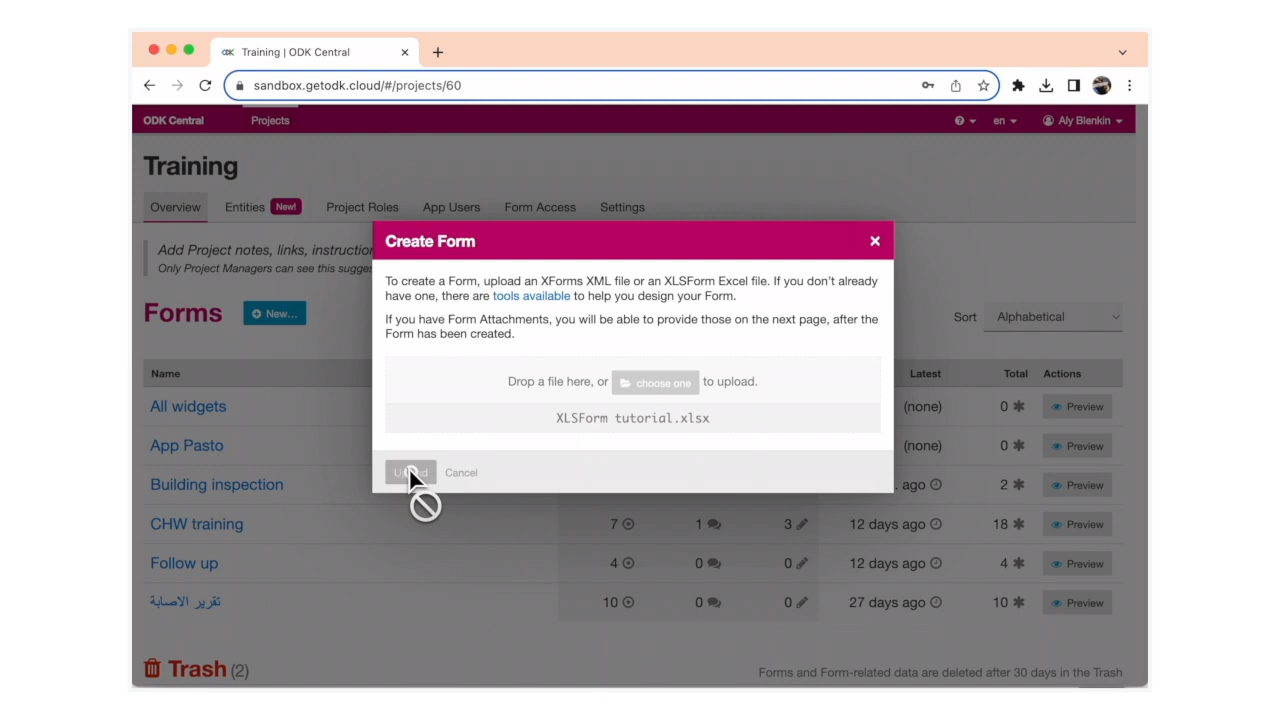 Training | ODK Central
sandbox.getodk.cloud/#/projects/60
ODK Central Projects en Aly Blenkin
Training
Overview Entities New! Project Roles App Users Form Access Settings
Add Project notes, links, instruction
Only Project Managers can see this sugge
Create Form
To create a Form, upload an XForms XML file or an XLSForm Excel file. If you don't already
have one, there are tools available to help you design your Form.
If you have Form Attachments, you will be able to provide those on the next page, after the
Form has been created.
Drop a file here, or choose one to upload.
XLSForm tutorial.xlsx
Cancel
Forms New... Sort Alphabetical
Name Latest Total Actions
All widgets (none) 0 Preview
App Pasto (none) 0 Preview
Building inspection ago 2 Preview
CHW training 7 1 3 12 days ago 18 Preview
Follow up 4 0 0 12 days ago 4 Preview
تقرير الاصابة 10 0 0 27 days ago 10 Preview
Trash (2) Forms and Form-related data are deleted after 30 days in the Trash